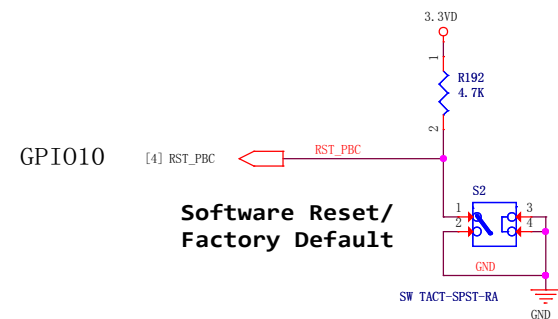 3.3VD
1
R192
4.7K
2
GPIO10 [4] RST_PBC RST_PBC
S2
1 3
2 4
Software Reset/
Factory Default
GND
SW TACT-SPST-RA
GND